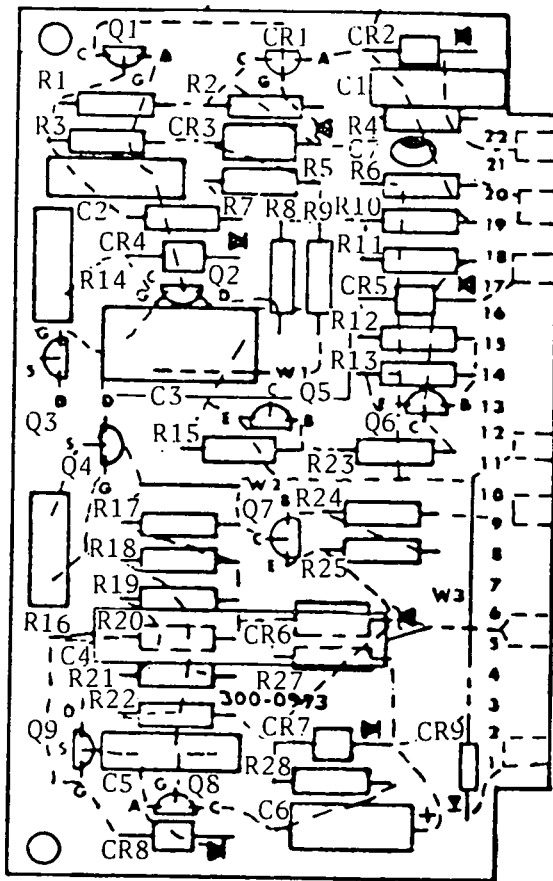 Q1 CR1 CR2
C A C A
G G
R1 R2 C1
R3 CR3 R4 22
C7 21
R5 R6 20
C2 R7 R8 R9 R10 19
CR4 R11 18
R14 Q2 CR5 17
S G D 16
R12 15
G W1 R13 14
S C3 Q5 C 13
D D E B E B Q6 C
Q3 R15 R23 12
S Q4 11
G W2 10
R17 Q7 B R24 9
C
R18 E R25 8
R19 7
W3
R16 R20 CR6 6
C4 5
R21 R27 4
R22 300-0973 3
D CR7 CR9 2
Q9 S
G C5 G Q8 R28
A C C6 +
CR8